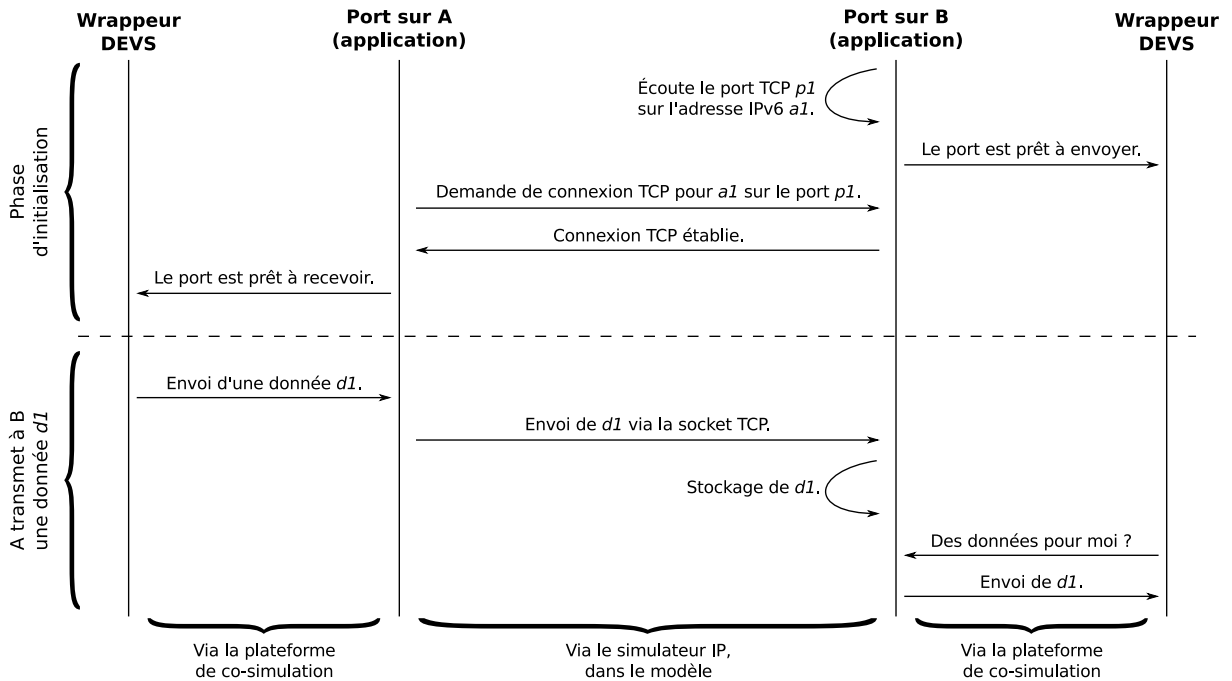 Wrappeur
DEVS
Port sur A
(application)
Port sur B
(application)
Wrappeur
DEVS
Phase
d'initialisation
Écoute le port TCP p1
sur l'adresse IPv6 a1.
Le port est prêt à envoyer.
Demande de connexion TCP pour a1 sur le port p1.
Connexion TCP établie.
Le port est prêt à recevoir.
A transmet à B
une donnée d1
Envoi d'une donnée d1.
Envoi de d1 via la socket TCP.
Stockage de d1.
Des données pour moi ?
Envoi de d1.
Via la plateforme
de co-simulation
Via le simulateur IP,
dans le modèle
Via la plateforme
de co-simulation